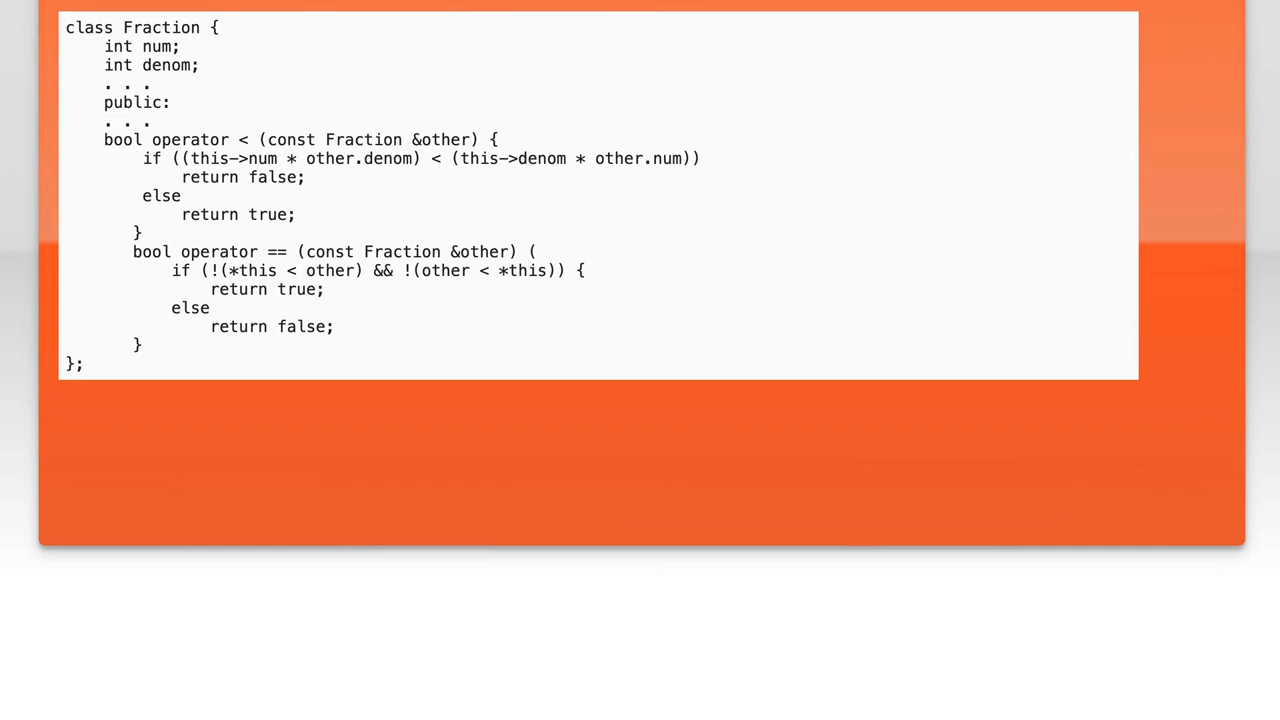 class Fraction {
int num;
int denom;
. . .
public:
. . .
bool operator < (const Fraction &other) {
if ((this->num * other.denom) < (this->denom * other.num))
return false;
else
return true;
}
bool operator == (const Fraction &other) (
if (!(*this < other) && !(other < *this)) {
return true;
else
return false;
}
};